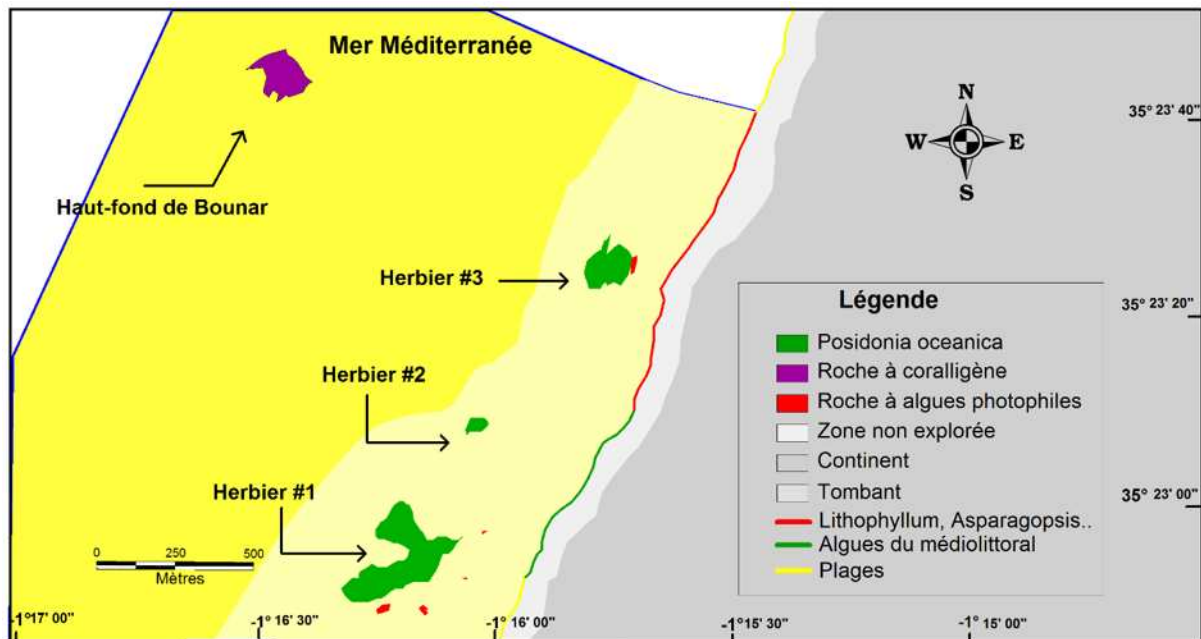 Mer Méditerranée
Haut-fond de Bounar
Herbier #3
Herbier #2
Herbier #1
0 250 500
Mètres
N
W E
S
35° 23' 40"
35° 23' 20"
35° 23' 00"
Légende
Posidonia oceanica
Roche à coralligène
Roche à algues photophiles
Zone non explorée
Continent
Tombant
Lithophyllum, Asparagopsis..
Algues du médiolittoral
Plages
-1°17' 00" -1° 16' 30" -1° 16' 00" -1° 15' 30" -1° 15' 00"